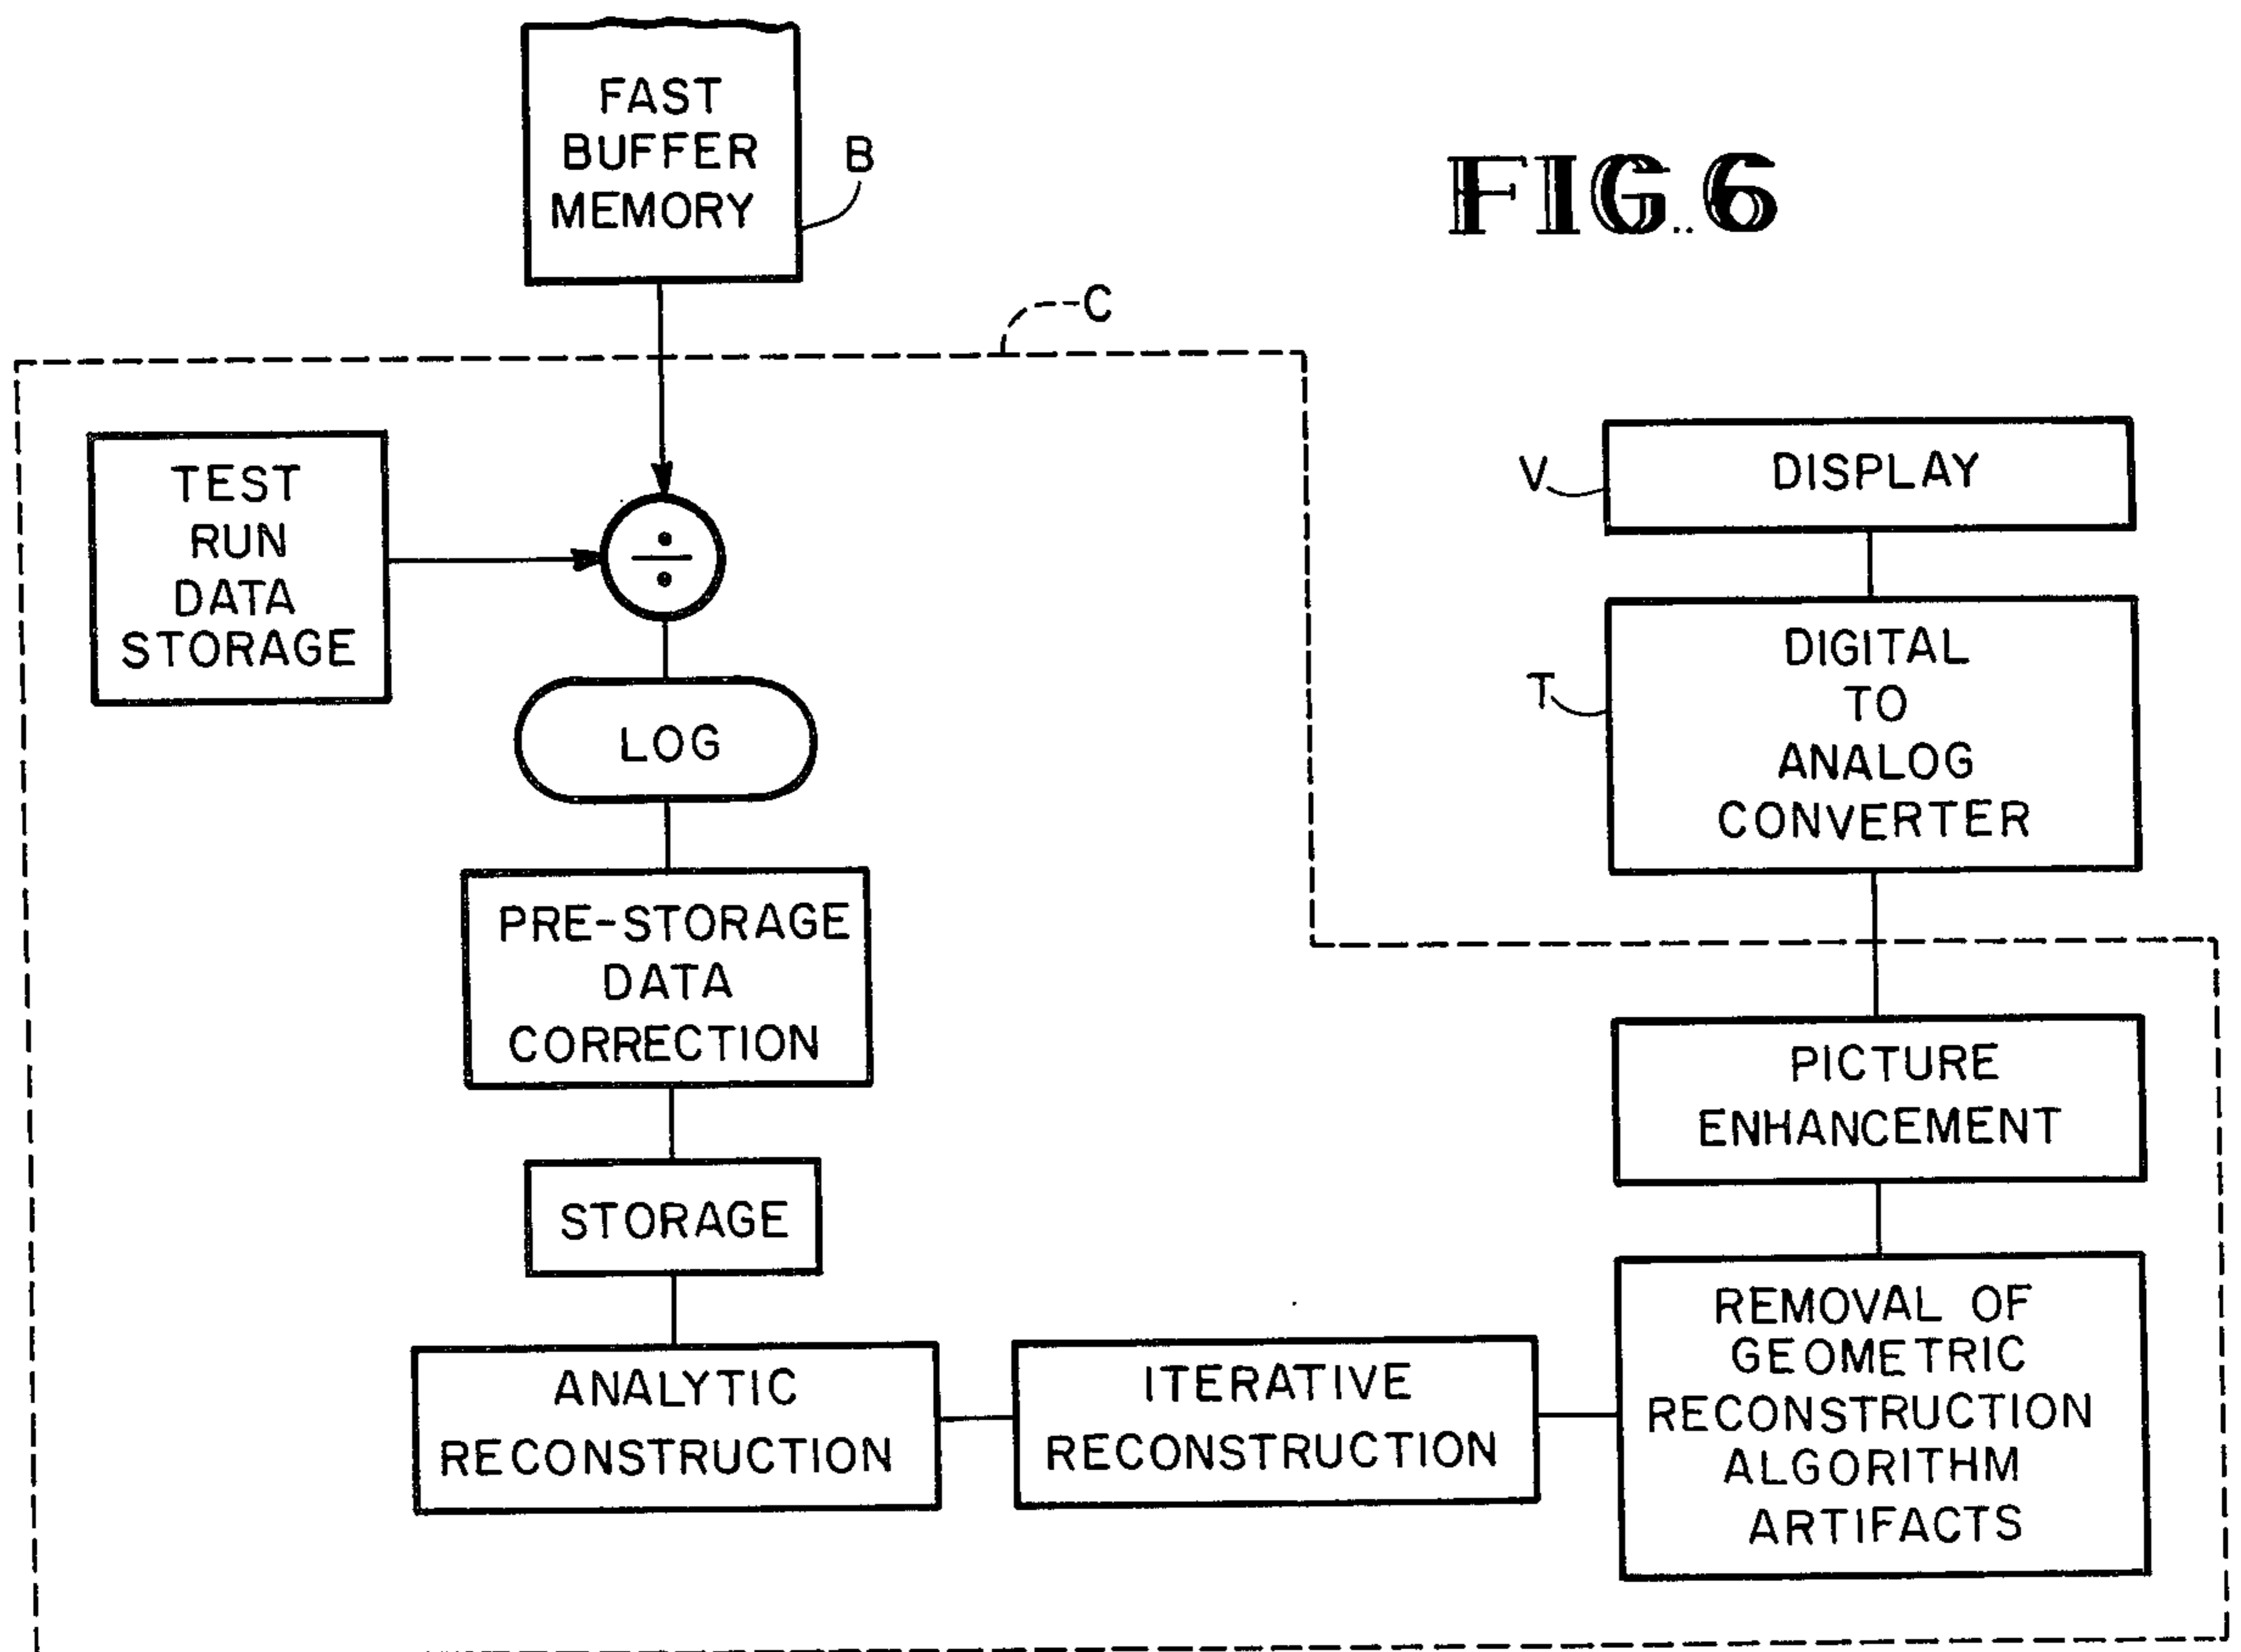 FAST
BUFFER
MEMORY
B
FIG. 6
C
TEST
RUN
DATA
STORAGE
÷
LOG
PRE-STORAGE
DATA
CORRECTION
STORAGE
ANALYTIC
RECONSTRUCTION
ITERATIVE
RECONSTRUCTION
REMOVAL OF
GEOMETRIC
RECONSTRUCTION
ALGORITHM
ARTIFACTS
PICTURE
ENHANCEMENT
T
DIGITAL
TO
ANALOG
CONVERTER
V
DISPLAY